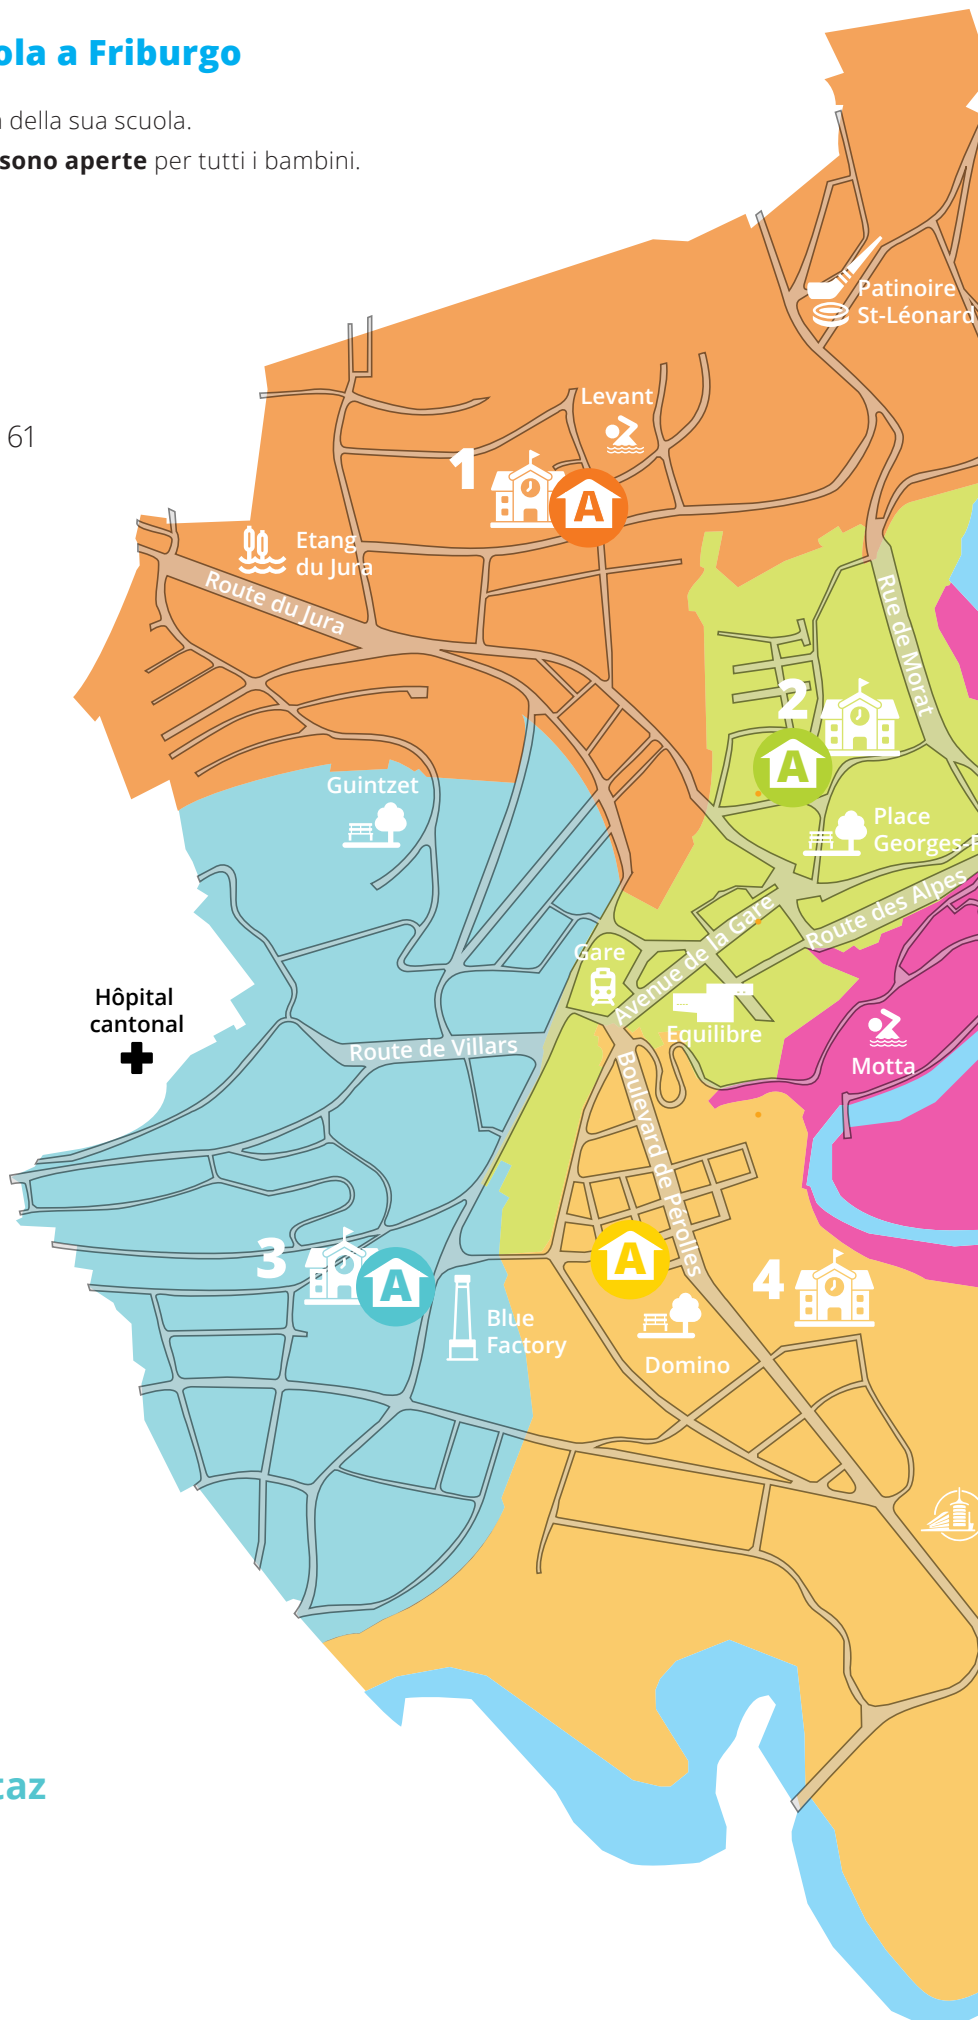 ola a Friburgo
della sua scuola.
sono aperte per tutti i bambini.
Patinoire
St-Léonard
Levant
61
1
A
Etang
du Jura
Route du Jura
Rue de Morat
2
A
Guintzet
Place
Georges-P
Route des Alpes
Avenue de la Gare
Gare
Hôpital
cantonal
Equilibre
Route de Villars
Motta
Boulevard de Pérolles
3
A
A
4
Blue
Factory
Domino
taz